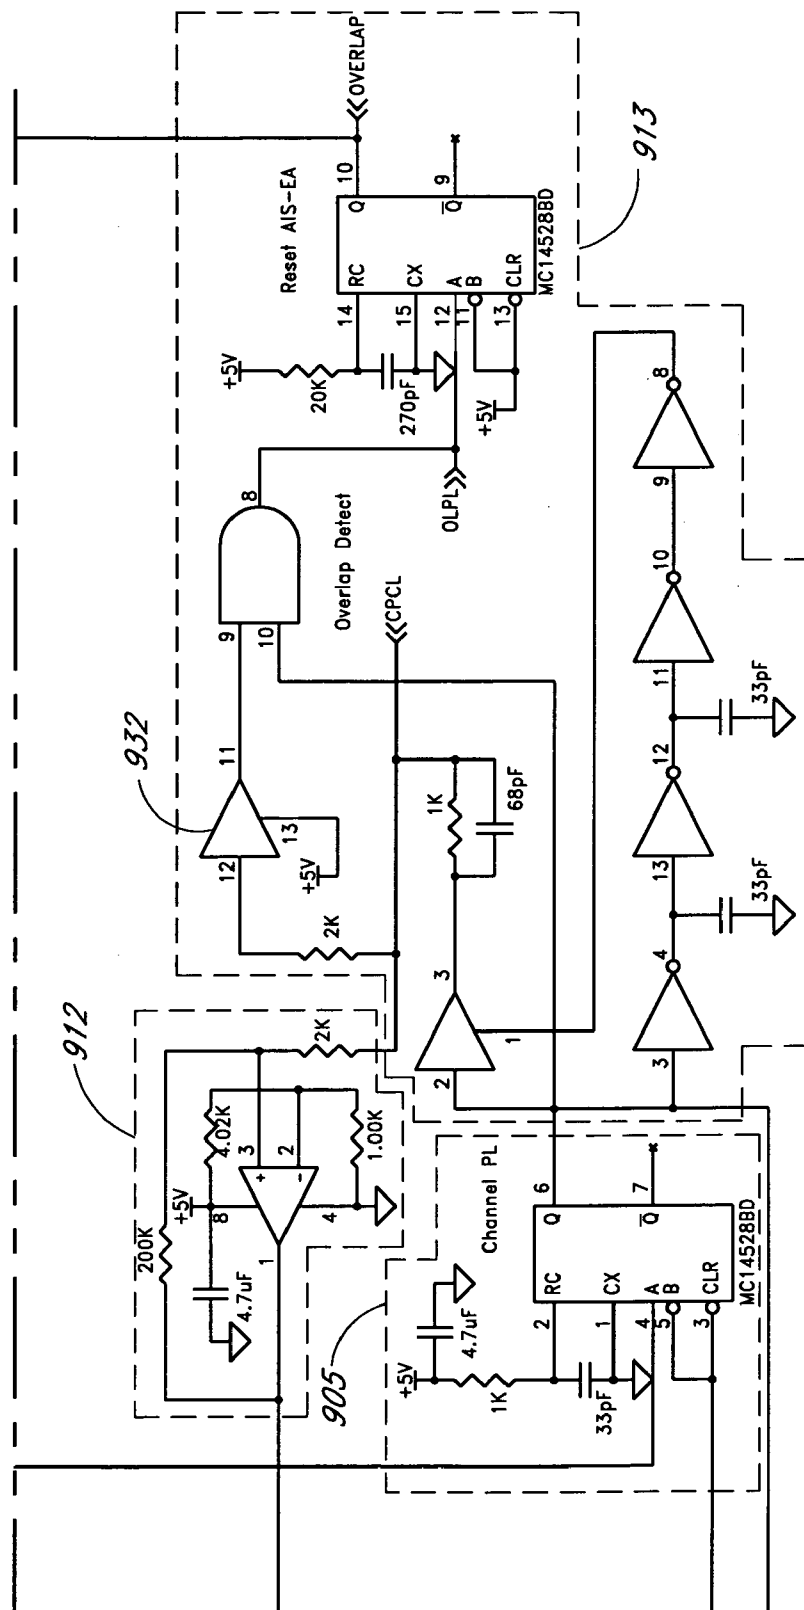 912
200K
+5V
4.7uF
4.02K
8
3
2
+
-
1
4
1.00K
2K
932
12
11
13
+5V
2K
9
10
8
Overlap Detect
CPCL
OLPL
Reset AIS-EA
+5V
20K
270pF
14
15
12
11
13
RC
CX
A
B
CLR
Q
Q
10
9
MC14528BD
+5V
OVERLAP
913
905
+5V
4.7uF
1K
33pF
Channel PL
2
1
4
5
3
RC
CX
A
B
CLR
Q
Q
6
7
MC14528BD
2
3
1
1K
68pF
3
4
33pF
13
12
33pF
11
10
9
8